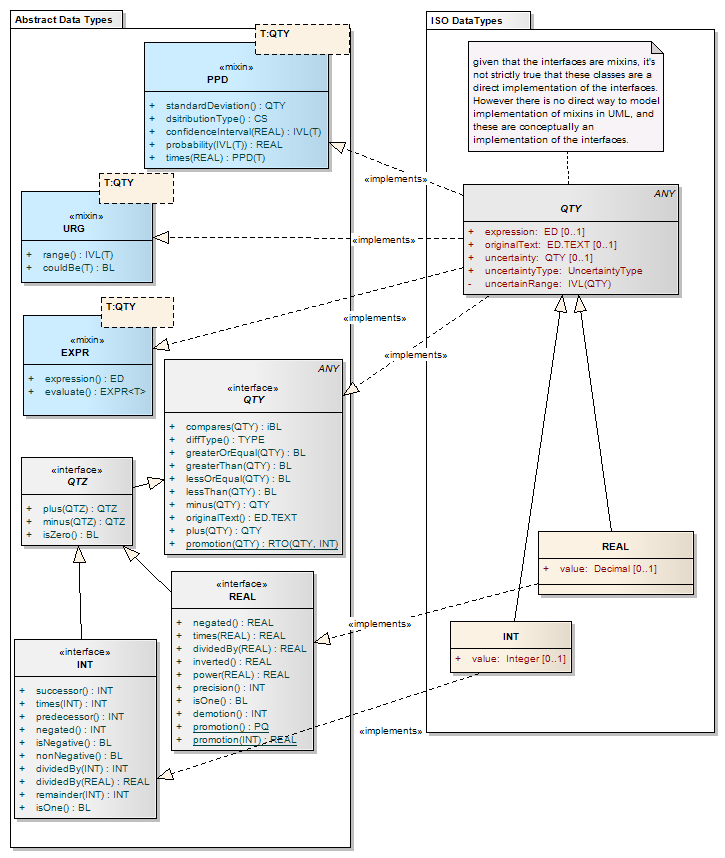 Abstract Data Types
T:QTY
«mixin»
PPD
+ standardDeviation() : QTY
+ dsitributionType() : CS
+ confidenceInterval(REAL) : IVL(T)
+ probability(IVL(T)) : REAL
+ times(REAL) : PPD(T)
T:QTY
«mixin»
URG
+ range() : IVL(T)
+ couldBe(T) : BL
T:QTY
«mixin»
EXPR
+ expression() : ED
+ evaluate() : EXPR<T>
ANY
«interface»
QTY
+ compares(QTY) : iBL
+ diffType() : TYPE
+ greaterOrEqual(QTY) : BL
+ greaterThan(QTY) : BL
+ lessOrEqual(QTY) : BL
+ lessThan(QTY) : BL
+ minus(QTY) : QTY
+ originalText() : ED.TEXT
+ plus(QTY) : QTY
+ promotion(QTY) : RTO(QTY, INT)
«interface»
QTZ
+ plus(QTZ) : QTZ
+ minus(QTZ) : QTZ
+ isZero() : BL
«interface»
REAL
+ negated() : REAL
+ times(REAL) : REAL
+ dividedBy(REAL) : REAL
+ inverted() : REAL
+ power(REAL) : REAL
+ precision() : INT
+ isOne() : BL
+ demotion() : INT
+ promotion() : PQ
+ promotion(INT) : REAL
«interface»
INT
+ successor() : INT
+ times(INT) : INT
+ predecessor() : INT
+ negated() : INT
+ isNegative() : BL
+ nonNegative() : BL
+ dividedBy(INT) : INT
+ dividedBy(REAL) : REAL
+ remainder(INT) : INT
+ isOne() : BL
«implements»
«implements»
«implements»
«implements»
«implements»
«implements»
ISO DataTypes
given that the interfaces are mixins, it's
not strictly true that these classes are a
direct implementation of the interfaces.
However there is no direct way to model
implementation of mixins in UML, and
these are conceptually an
implementation of the interfaces.
ANY
QTY
+ expression: ED [0..1]
+ originalText: ED.TEXT [0..1]
+ uncertainty: QTY [0..1]
+ uncertaintyType: UncertaintyType
- uncertainRange: IVL(QTY)
REAL
+ value: Decimal [0..1]
INT
+ value: Integer [0..1]